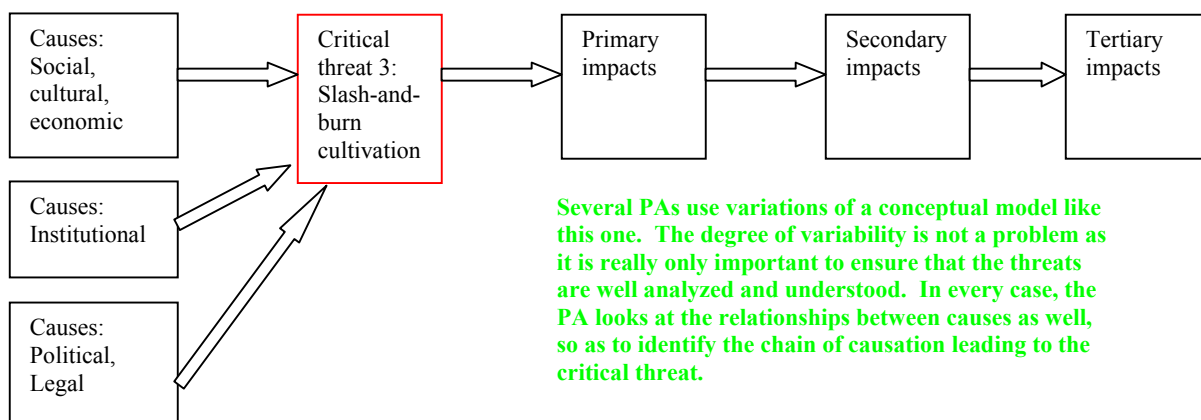 Causes:
Social,
cultural,
economic
Critical
threat 3:
Slash-and-
burn
cultivation
Primary
impacts
Secondary
impacts
Tertiary
impacts
Causes:
Institutional
Causes:
Political,
Legal
Several PAs use variations of a conceptual model like
this one.  The degree of variability is not a problem as
it is really only important to ensure that the threats
are well analyzed and understood.  In every case, the
PA looks at the relationships between causes as well,
so as to identify the chain of causation leading to the
critical threat.